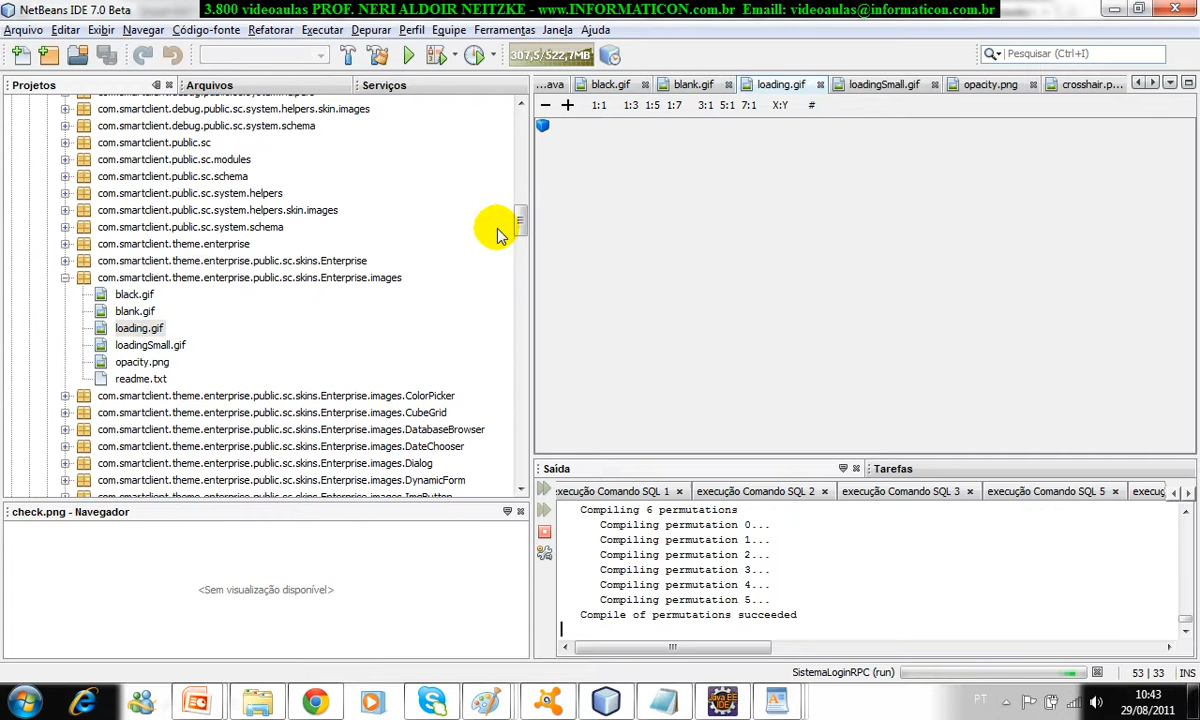 NetBeans IDE 7.0 Beta
3.800 videoaulas PROF. NERI ALDOIR NEITZKE - www.INFORMATICON.com.br Emaill: videoaulas@informaticon.com.br
Arquivo Editar Exibir Navegar Código-fonte Refatorar Executar Depurar Perfil Equipe Ferramentas Janela Ajuda
307,5/522,7MB
Pesquisar (Ctrl+I)
Projetos Arquivos Serviços
...ava black.gif blank.gif loading.gif loadingSmall.gif opacity.png crosshair.p...
1:1 1:3 1:5 1:7 3:1 5:1 7:1 X:Y #
com.smartclient.debug.public.sc.system.helpers.skin.images
com.smartclient.debug.public.sc.system.schema
com.smartclient.public.sc
com.smartclient.public.sc.modules
com.smartclient.public.sc.schema
com.smartclient.public.sc.system.helpers
com.smartclient.public.sc.system.helpers.skin.images
com.smartclient.public.sc.system.schema
com.smartclient.theme.enterprise
com.smartclient.theme.enterprise.public.sc.skins.Enterprise
com.smartclient.theme.enterprise.public.sc.skins.Enterprise.images
black.gif
blank.gif
loading.gif
loadingSmall.gif
opacity.png
readme.txt
com.smartclient.theme.enterprise.public.sc.skins.Enterprise.images.ColorPicker
com.smartclient.theme.enterprise.public.sc.skins.Enterprise.images.CubeGrid
com.smartclient.theme.enterprise.public.sc.skins.Enterprise.images.DatabaseBrowser
com.smartclient.theme.enterprise.public.sc.skins.Enterprise.images.DateChooser
com.smartclient.theme.enterprise.public.sc.skins.Enterprise.images.Dialog
com.smartclient.theme.enterprise.public.sc.skins.Enterprise.images.DynamicForm
com.smartclient.theme.enterprise.public.sc.skins.Enterprise.images.ImgButton
check.png - Navegador
<Sem visualização disponível>
Saída Tarefas
execução Comando SQL 1 execução Comando SQL 2 execução Comando SQL 3 execução Comando SQL 5 execuç
Compiling 6 permutations
Compiling permutation 0...
Compiling permutation 1...
Compiling permutation 2...
Compiling permutation 3...
Compiling permutation 4...
Compiling permutation 5...
Compile of permutations succeeded
SistemaLoginRPC (run) 53 | 33 INS
PT
10:43
29/08/2011